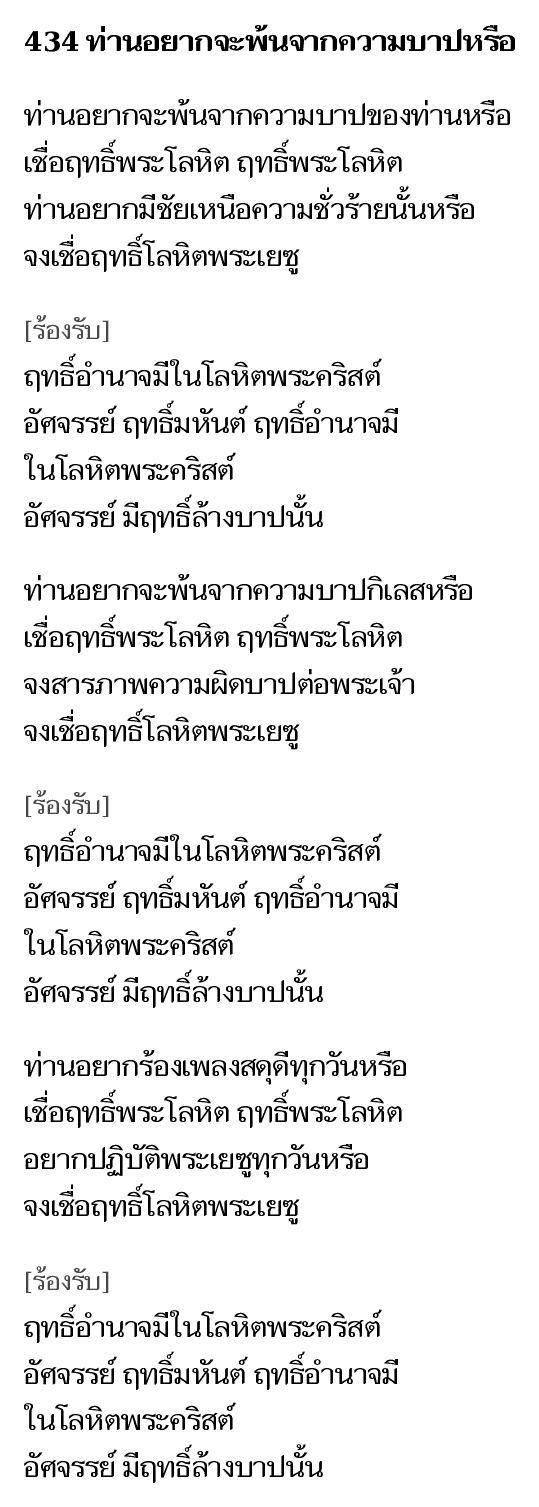 434 ท่านอยากจะพ้นจากความบาปหรือ
ท่านอยากจะพ้นจากความบาปของท่านหรือ
เชื่อฤทธิ์พระโลหิต ฤทธิ์พระโลหิต
ท่านอยากมีชัยเหนือความชั่วร้ายนั้นหรือ
จงเชื่อฤทธิ์โลหิตพระเยซู
[ร้องรับ]
ฤทธิ์อำนาจมีในโลหิตพระคริสต์
อัศจรรย์ ฤทธิ์มหันต์ ฤทธิ์อำนาจมี
ในโลหิตพระคริสต์
อัศจรรย์ มีฤทธิ์ล้างบาปนั้น
ท่านอยากจะพ้นจากความบาปกิเลสหรือ
เชื่อฤทธิ์พระโลหิต ฤทธิ์พระโลหิต
จงสารภาพความผิดบาปต่อพระเจ้า
จงเชื่อฤทธิ์โลหิตพระเยซู
[ร้องรับ]
ฤทธิ์อำนาจมีในโลหิตพระคริสต์
อัศจรรย์ ฤทธิ์มหันต์ ฤทธิ์อำนาจมี
ในโลหิตพระคริสต์
อัศจรรย์ มีฤทธิ์ล้างบาปนั้น
ท่านอยากร้องเพลงสดุดีทุกวันหรือ
เชื่อฤทธิ์พระโลหิต ฤทธิ์พระโลหิต
อยากปฏิบัติพระเยซูทุกวันหรือ
จงเชื่อฤทธิ์โลหิตพระเยซู
[ร้องรับ]
ฤทธิ์อำนาจมีในโลหิตพระคริสต์
อัศจรรย์ ฤทธิ์มหันต์ ฤทธิ์อำนาจมี
ในโลหิตพระคริสต์
อัศจรรย์ มีฤทธิ์ล้างบาปนั้น